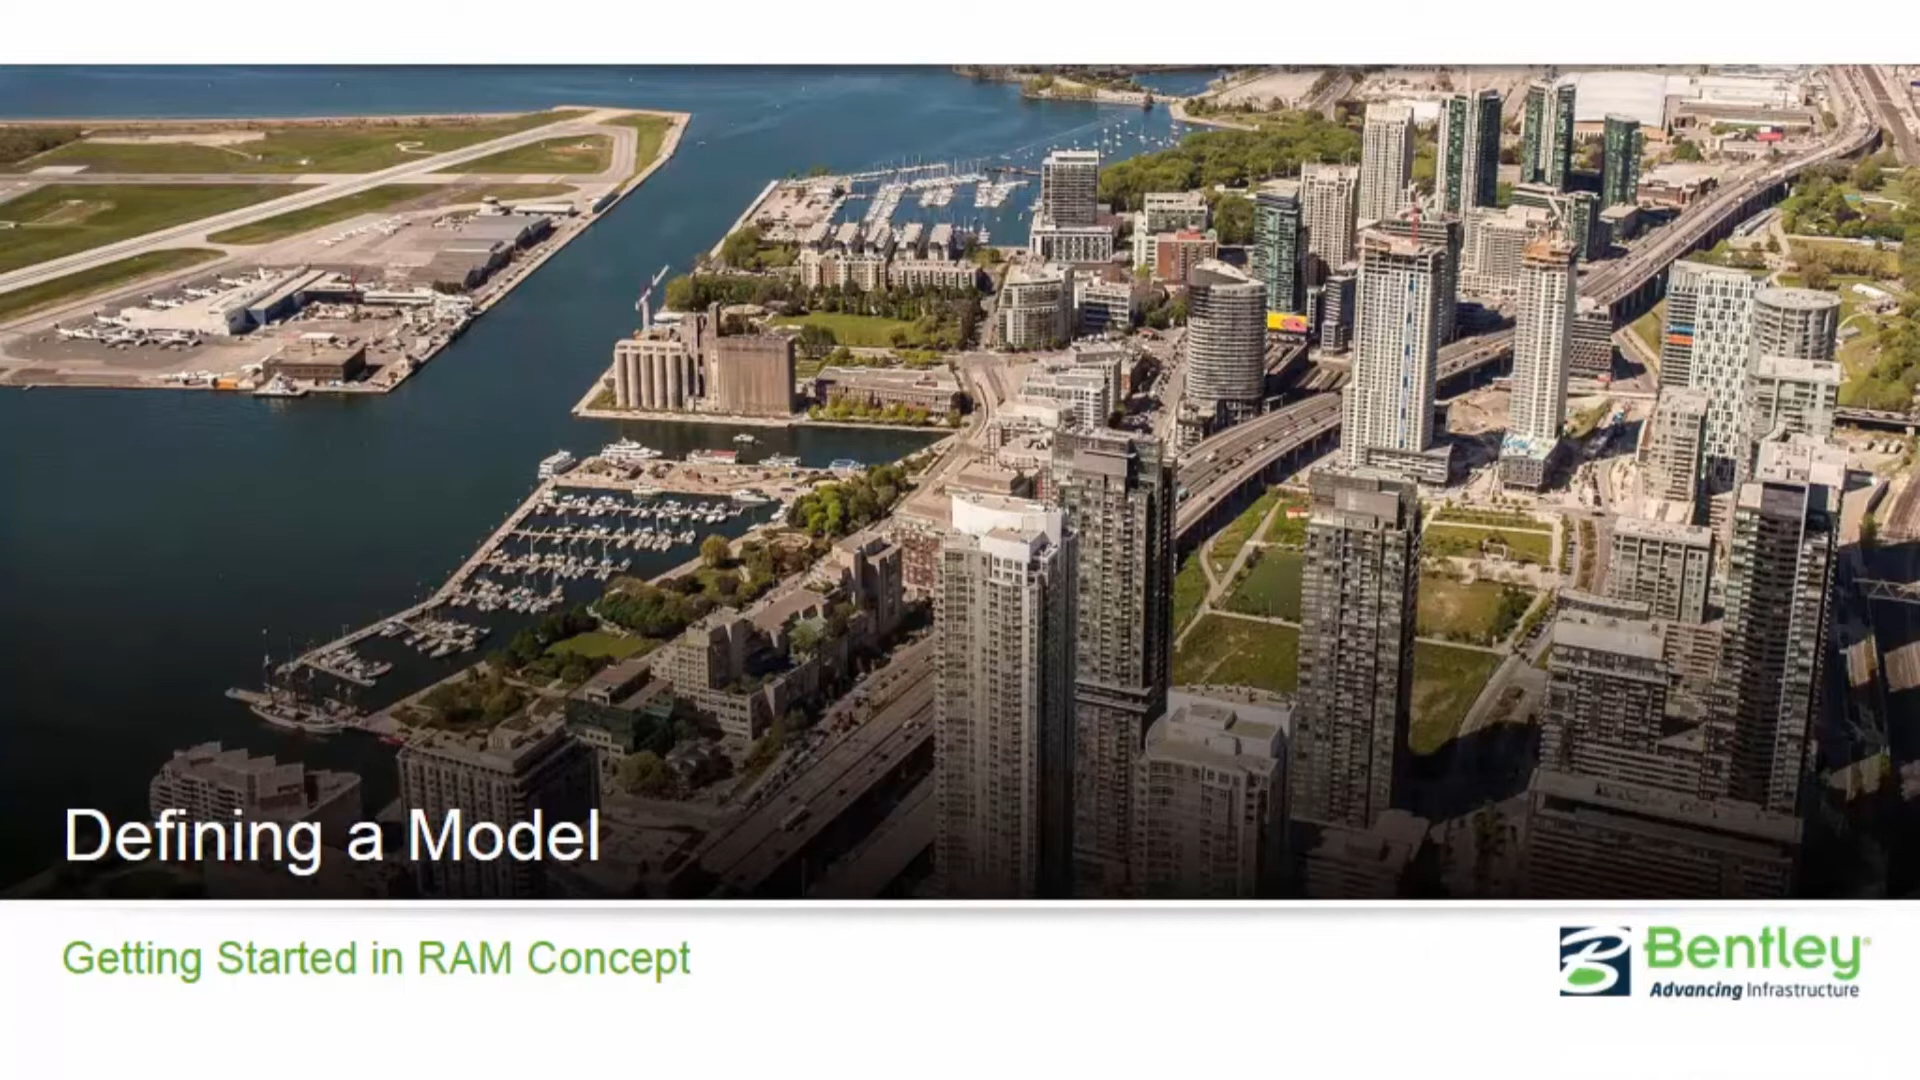 Defining a Model
Getting Started in RAM Concept
Bentley®
Advancing Infrastructure